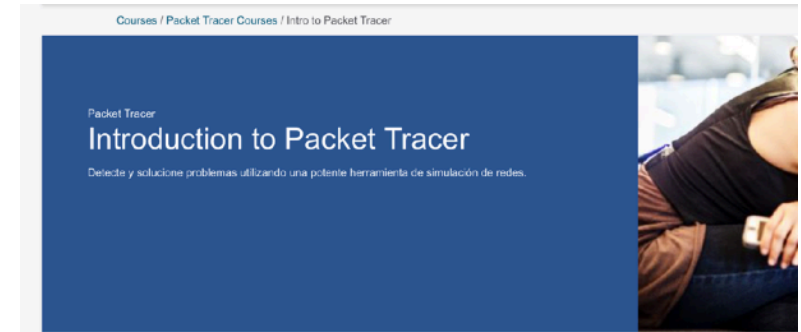 Courses / Packet Tracer Courses / Intro to Packet Tracer
Packet Tracer
Introduction to Packet Tracer
Detecte y solucione problemas utilizando una potente herramienta de simulación de redes.